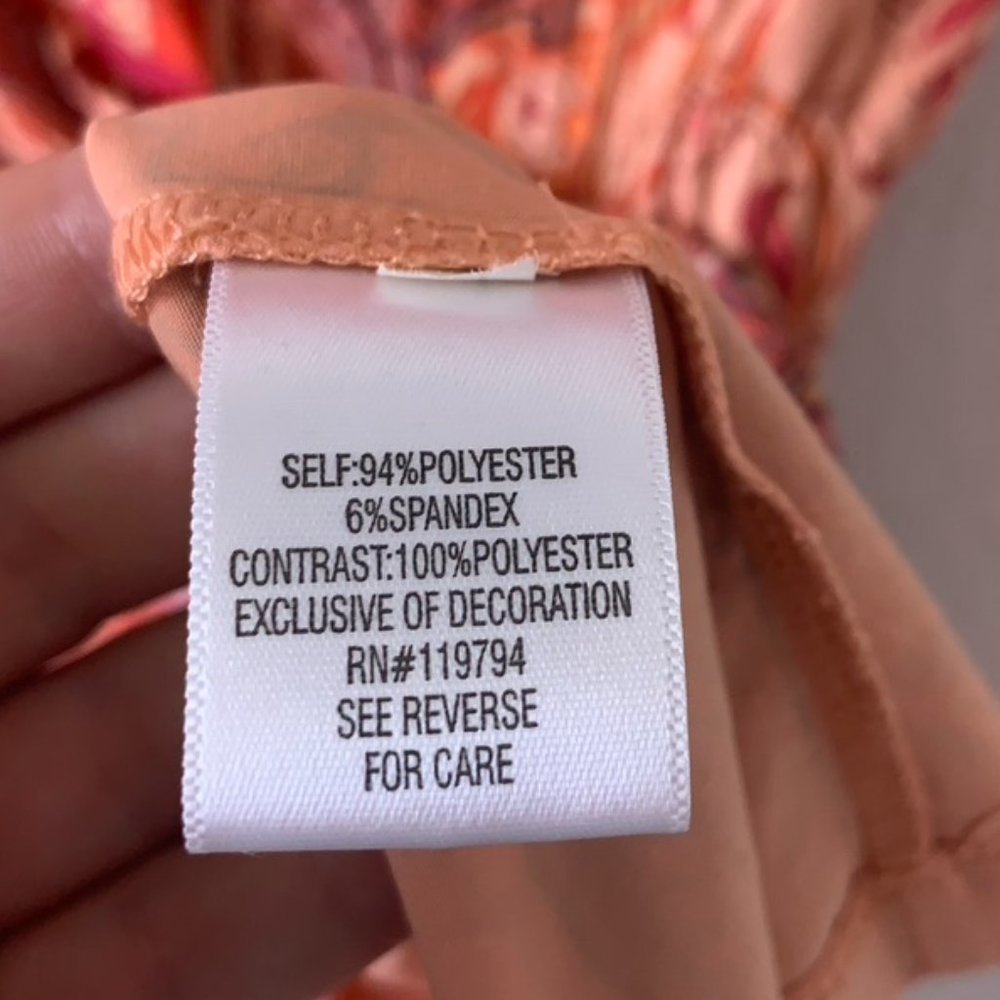 SELF:94%POLYESTER
6%SPANDEX
CONTRAST:100%POLYESTER
EXCLUSIVE OF DECORATION
RN#119794
SEE REVERSE
FOR CARE